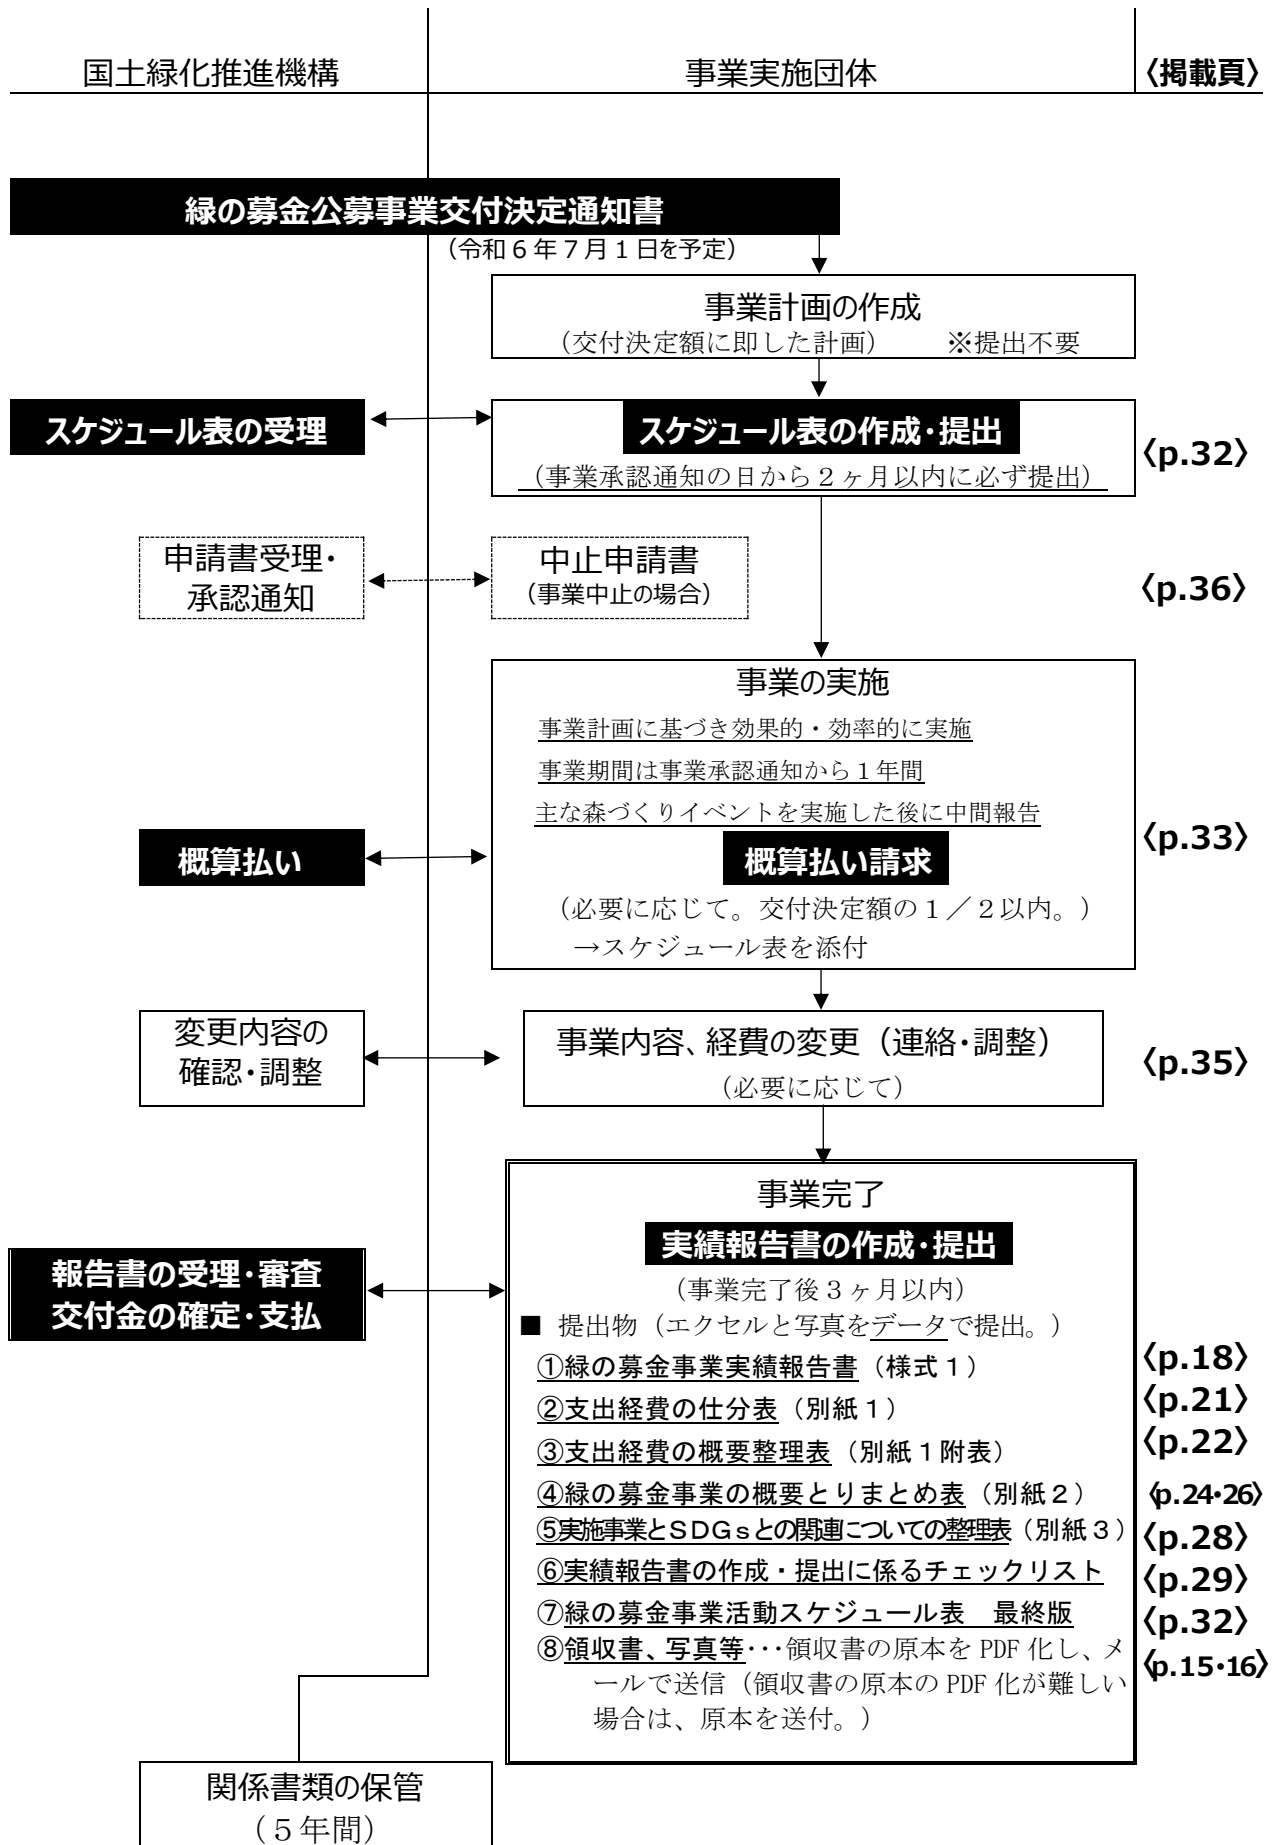 国土緑化推進機構
事業実施団体
〈掲載頁〉
緑の募金公募事業交付決定通知書
（令和６年７月１日を予定）
事業計画の作成
（交付決定額に即した計画）　　※提出不要
スケジュール表の受理
スケジュール表の作成・提出
（事業承認通知の日から２ヶ月以内に必ず提出）
〈p.32〉
申請書受理・
承認通知
中止申請書
（事業中止の場合）
〈p.36〉
事業の実施
事業計画に基づき効果的・効率的に実施
事業期間は事業承認通知から１年間
主な森づくりイベントを実施した後に中間報告
〈p.33〉
概算払い
概算払い請求
（必要に応じて。交付決定額の１／２以内。）
→スケジュール表を添付
変更内容の
確認・調整
事業内容、経費の変更（連絡・調整）
（必要に応じて）
〈p.35〉
事業完了
実績報告書の作成・提出
（事業完了後３ヶ月以内）
報告書の受理・審査
交付金の確定・支払
■ 提出物（エクセルと写真をデータで提出。）
①緑の募金事業実績報告書（様式１）
〈p.18〉
②支出経費の仕分表（別紙１）
〈p.21〉
③支出経費の概要整理表（別紙１附表）
〈p.22〉
④緑の募金事業の概要とりまとめ表（別紙２）
〈p.24・26〉
⑤実施事業とＳＤＧｓとの関連についての整理表（別紙３）
〈p.28〉
⑥実績報告書の作成・提出に係るチェックリスト
〈p.29〉
⑦緑の募金事業活動スケジュール表　最終版
〈p.32〉
⑧領収書、写真等･･･領収書の原本を PDF 化し、メ
〈p.15・16〉
ールで送信（領収書の原本の PDF 化が難しい
場合は、原本を送付。）
関係書類の保管
（５年間）